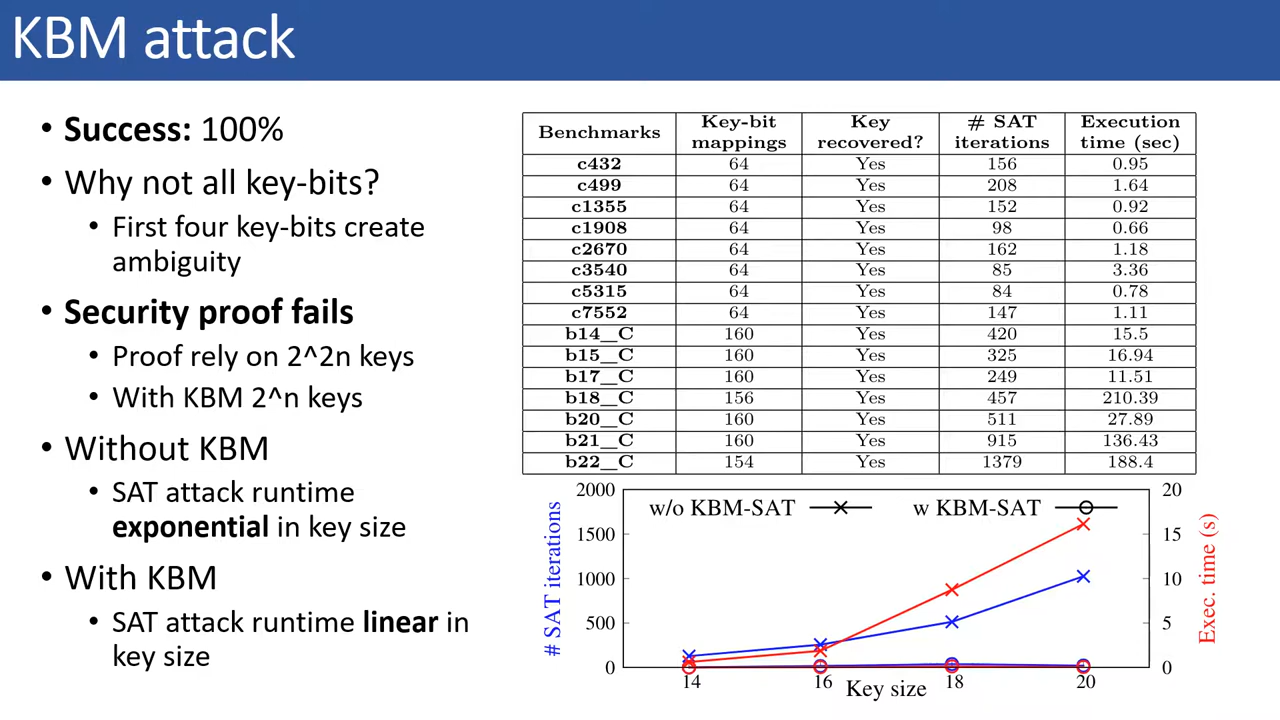 KBM attack
• Success: 100%
• Why not all key-bits?
• First four key-bits create
ambiguity
• Security proof fails
• Proof rely on 2^2n keys
• With KBM 2^n keys
• Without KBM
• SAT attack runtime
exponential in key size
• With KBM
• SAT attack runtime linear in
key size
Benchmarks Key-bit mappings Key recovered? # SAT iterations Execution time (sec)
c432 64 Yes 156 0.95
c499 64 Yes 208 1.64
c1355 64 Yes 152 0.92
c1908 64 Yes 98 0.66
c2670 64 Yes 162 1.18
c3540 64 Yes 85 3.36
c5315 64 Yes 84 0.78
c7552 64 Yes 147 1.11
b14_C 160 Yes 420 15.5
b15_C 160 Yes 325 16.94
b17_C 160 Yes 249 11.51
b18_C 156 Yes 457 210.39
b20_C 160 Yes 511 27.89
b21_C 160 Yes 915 136.43
b22_C 154 Yes 1379 188.4
w/o KBM-SAT w KBM-SAT
# SAT iterations
2000
1500
1000
500
0
20
15
10
5
0
Exec. time (s)
14 16 18 20
Key size